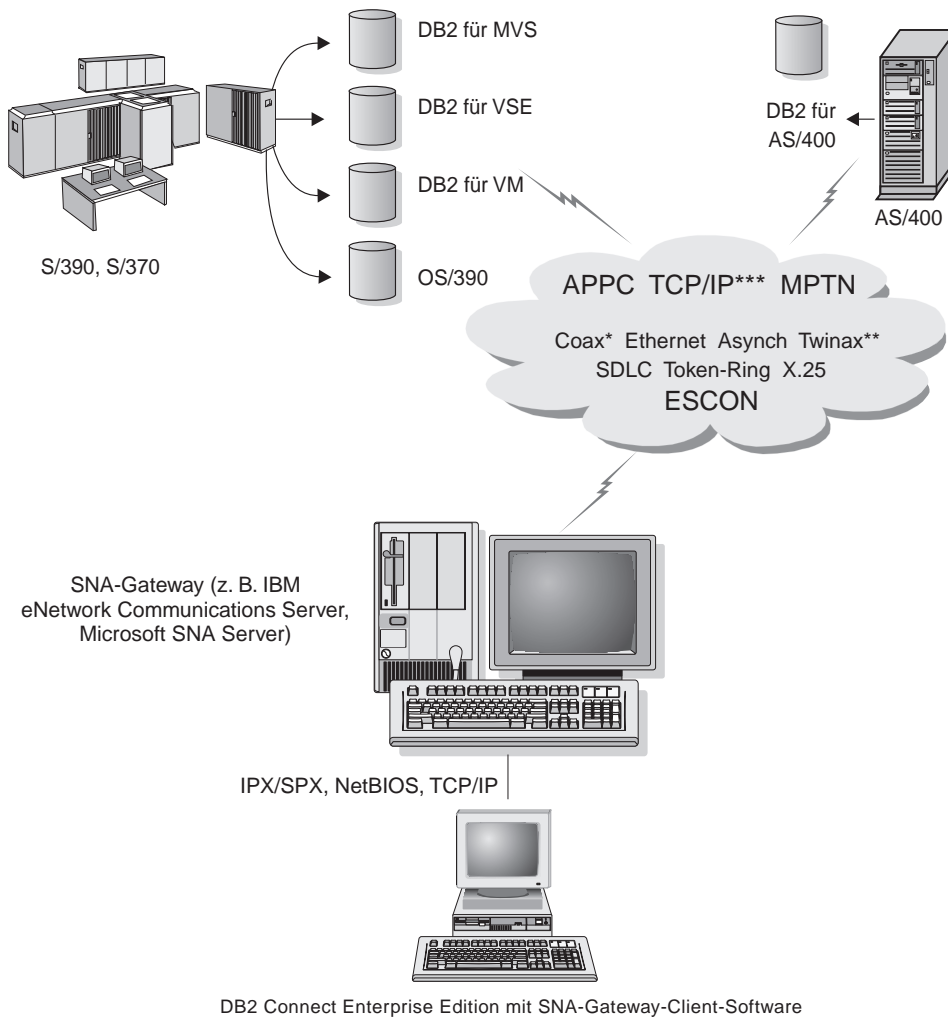 DB2 für MVS
DB2 für VSE
DB2 für VM
OS/390
S/390, S/370
DB2 für
AS/400
AS/400
APPC TCP/IP*** MPTN
Coax* Ethernet Asynch Twinax**
SDLC Token-Ring X.25
ESCON
SNA-Gateway (z. B. IBM
eNetwork Communications Server,
Microsoft SNA Server)
IPX/SPX, NetBIOS, TCP/IP
DB2 Connect Enterprise Edition mit SNA-Gateway-Client-Software